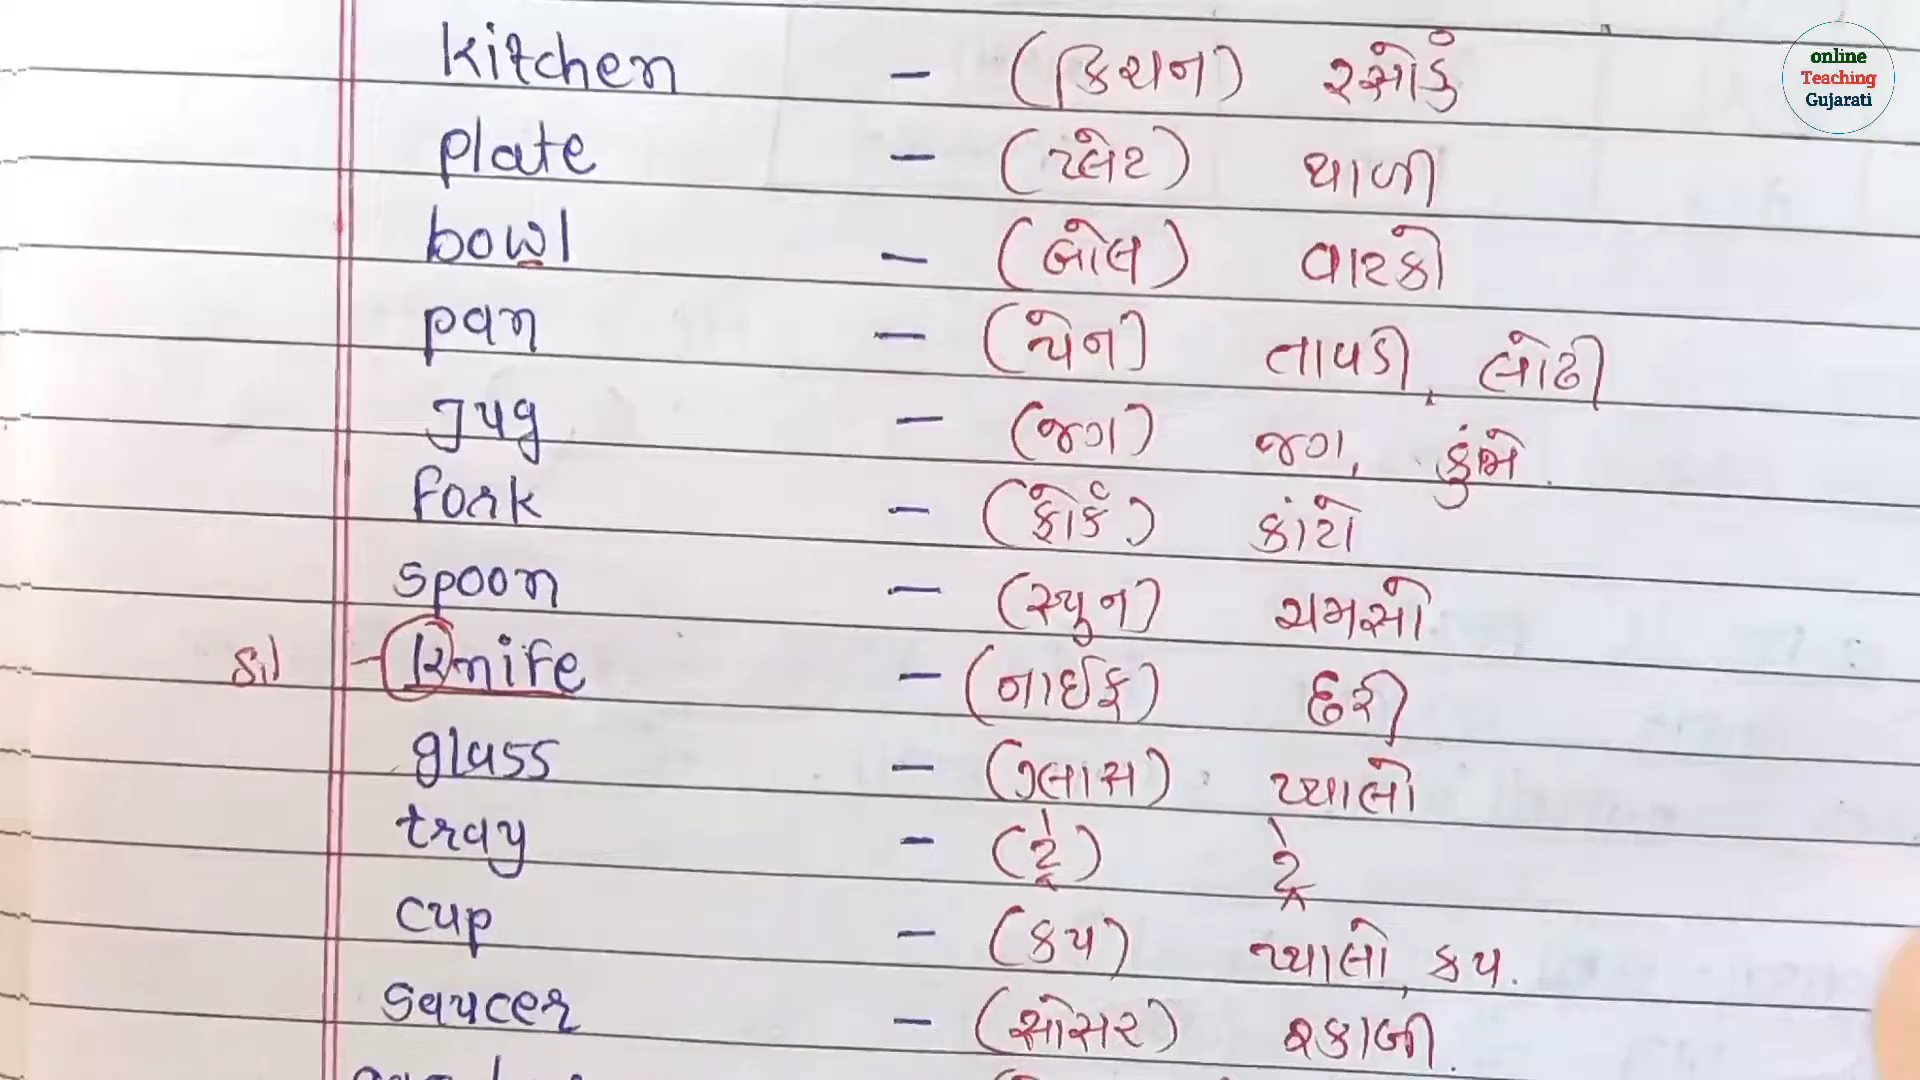 online
Teaching
Gujarati
kitchen - (કિચન) રસોડું
plate - (પ્લેટ) થાળી
bowl - (બોલ) વાટકો
pan - (પેન) તાવડી, લોઢી
jug - (જગ) જગ, કુંભ
fork - (ફોર્ક) કાંટો
spoon - (સ્પુન) ચમચો
knife - (નાઈફ) છરી
glass - (ગ્લાસ) પ્યાલો
tray - (ટ્રે) ટ્રે
cup - (કપ) પ્યાલો, કપ.
saucer - (સોસર) રકાબી.